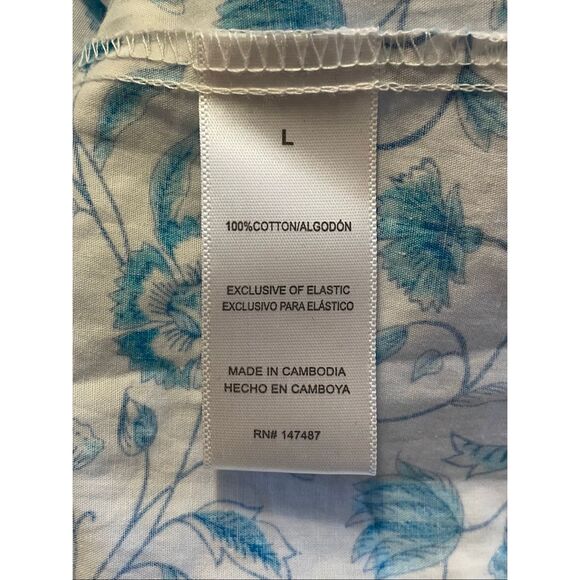 L
100%COTTON/ALGODÓN
EXCLUSIVE OF ELASTIC
EXCLUSIVO PARA ELÁSTICO
MADE IN CAMBODIA
HECHO EN CAMBOYA
RN# 147487